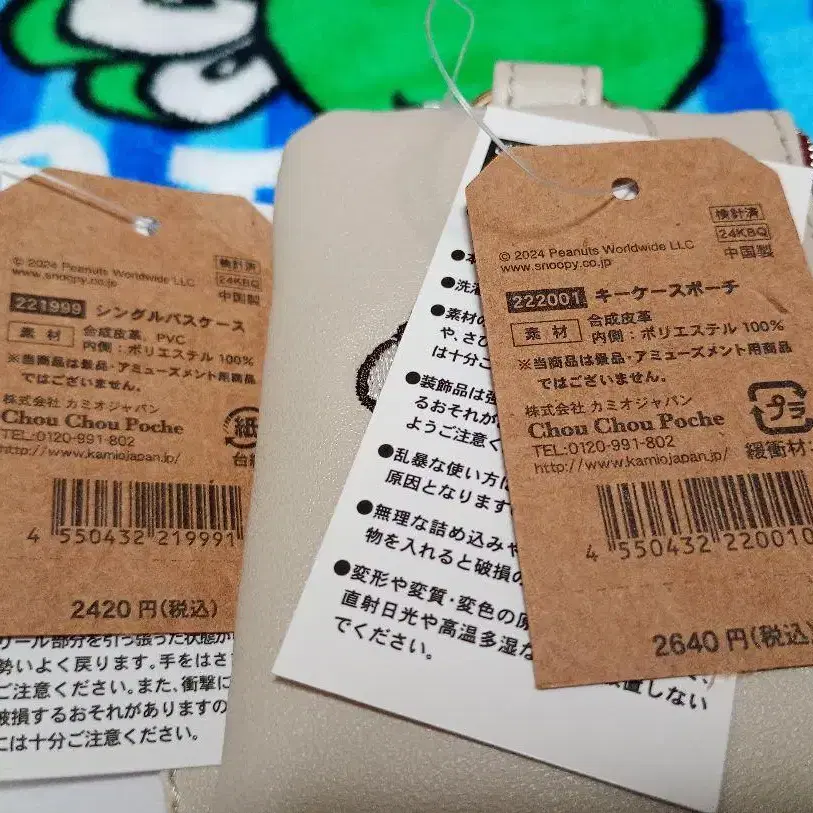 © 2024 Peanuts Worldwide LLC
www.snoopy.co.jp
検針済
24KBQ
中国製
221999 シングルパスケース
素材 合成皮革, PVC
内側：ポリエステル 100%
※当商品は景品・アミューズメント用商品
ではございません。
株式会社 カミオジャパン
Chou Chou Poche
TEL:0120-991-802
http://www.kamiojapan.jp/
紙
4 550432 219991
2420 円(税込)
リール部分を引っ張った状態か
勢いよく戻ります。手をはさ
ご注意ください。また、衝撃に
破損するおそれがありますの
には十分ご注意ください。
●本
●洗濯
●素材の
や、さび
は十分ご
●装飾品は強
るおそれが
ようご注意く
●乱暴な使い方に
原因となります
●無理な詰め込みや
物を入れると破損の
●変形や変質・変色の原
直射日光や高温多湿な
でください。
置しない
© 2024 Peanuts Worldwide LLC
www.snoopy.co.jp
検針済
24KBQ
中国製
222001 キーケースポーチ
素材 合成皮革
内側：ポリエステル 100%
※当商品は景品・アミューズメント用商品
ではございません。
株式会社 カミオジャパン
Chou Chou Poche
TEL:0120-991-802
http://www.kamiojapan.jp/
プラ
緩衝材
4 550432 220010
2640 円(税込)